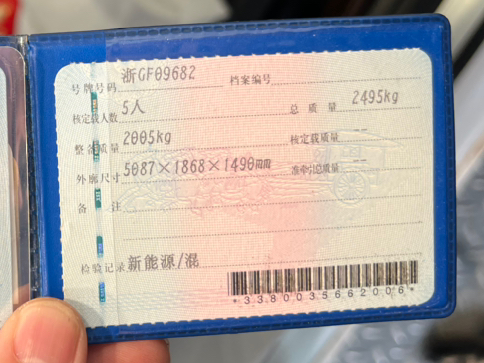 号牌号码 浙GF09682 档案编号
核定载人数 5人 总质量 2495kg
整备质量 2005kg 核定载质量 --
外廓尺寸 5087×1868×1490mm 准牵引总质量 --
备注
检验记录 新能源/混
*3380035662006*